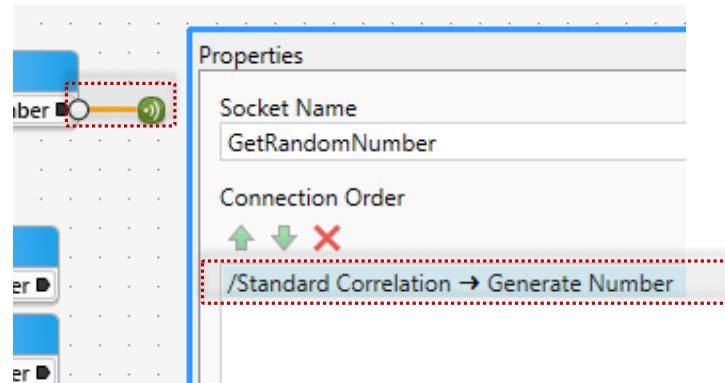 Properties
Socket Name
GetRandomNumber
Connection Order
/Standard Correlation → Generate Number